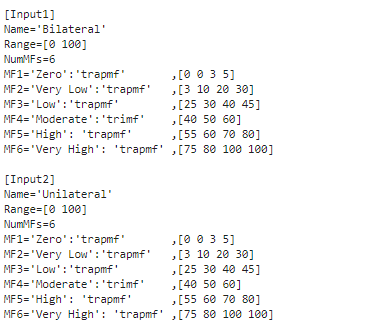 [Input1]
Name='Bilateral'
Range=[0 100]
NumMFs=6
MF1='Zero':'trapmf' ,[0 0 3 5]
MF2='Very Low':'trapmf' ,[3 10 20 30]
MF3='Low':'trapmf' ,[25 30 40 45]
MF4='Moderate':'trimf' ,[40 50 60]
MF5='High': 'trapmf' ,[55 60 70 80]
MF6='Very High': 'trapmf' ,[75 80 100 100]
[Input2]
Name='Unilateral'
Range=[0 100]
NumMFs=6
MF1='Zero':'trapmf' ,[0 0 3 5]
MF2='Very Low':'trapmf' ,[3 10 20 30]
MF3='Low':'trapmf' ,[25 30 40 45]
MF4='Moderate':'trimf' ,[40 50 60]
MF5='High': 'trapmf' ,[55 60 70 80]
MF6='Very High': 'trapmf' ,[75 80 100 100]